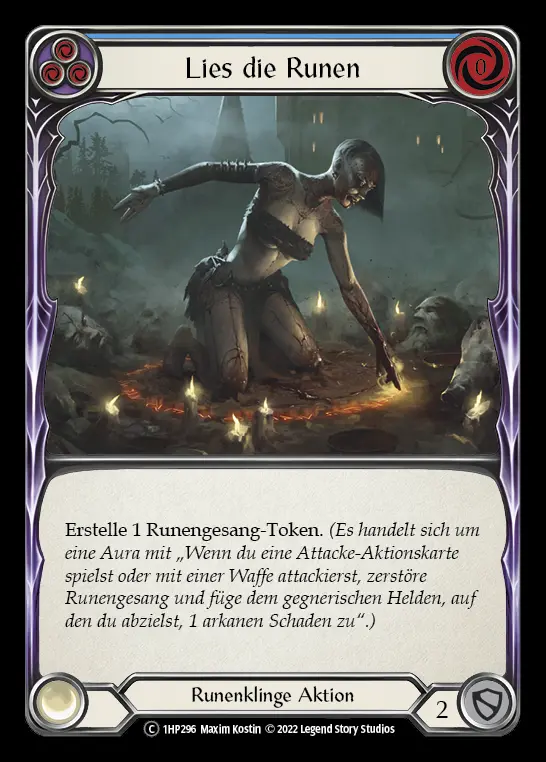 Lies die Runen
0
Erstelle 1 Runengesang-Token. (Es handelt sich um
eine Aura mit „Wenn du eine Attacke-Aktionskarte
spielst oder mit einer Waffe attackierst, zerstöre
Runengesang und füge dem gegnerischen Helden, auf
den du abzielst, 1 arkanen Schaden zu“.)
Runenklinge Aktion
2
C 1HP296 Maxim Kostin © 2022 Legend Story Studios